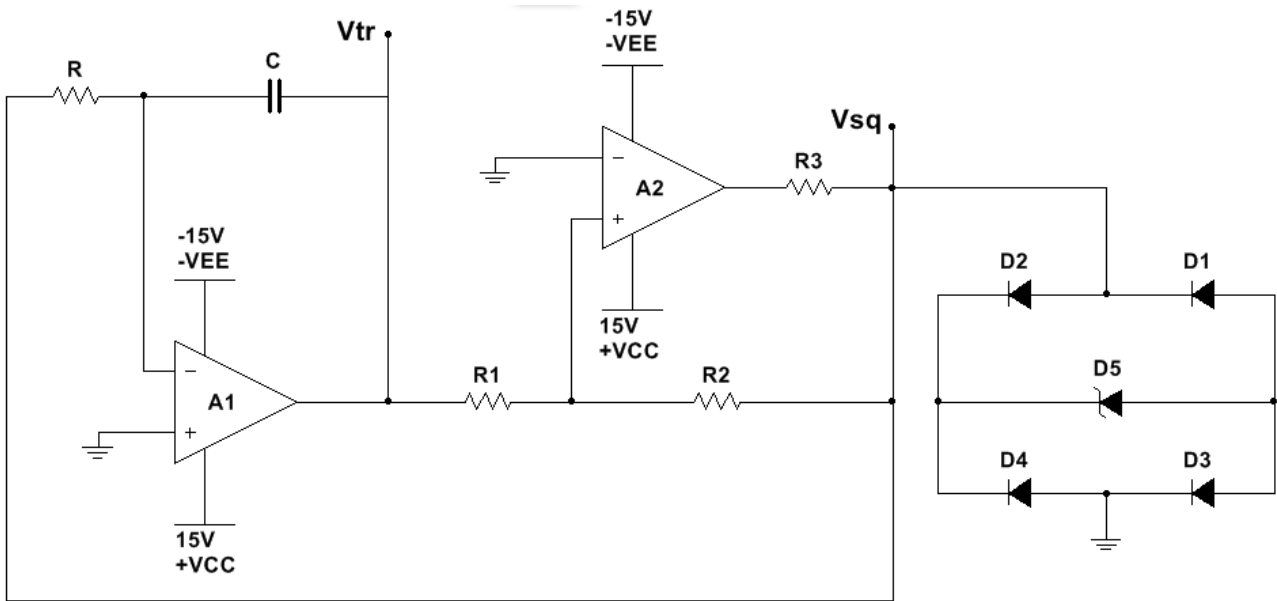 Vtr
-15V
-VEE
R
C
Vsq
R3
-
A2
+
-15V
-VEE
D2
D1
15V
+VCC
D5
R1
R2
-
A1
+
D4
D3
15V
+VCC